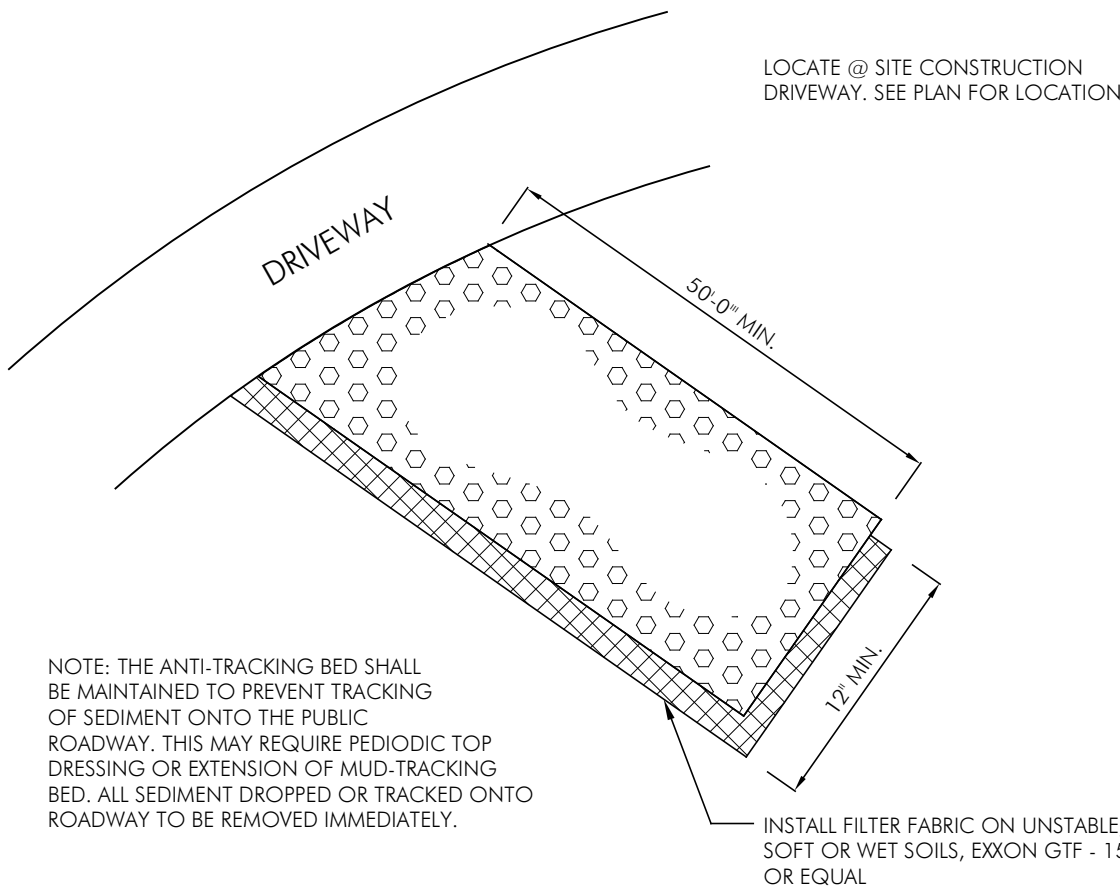 LOCATE @ SITE CONSTRUCTION
DRIVEWAY. SEE PLAN FOR LOCATION
DRIVEWAY
50'-0"' MIN.
12" MIN.
NOTE: THE ANTI-TRACKING BED SHALL
BE MAINTAINED TO PREVENT TRACKING
OF SEDIMENT ONTO THE PUBLIC
ROADWAY. THIS MAY REQUIRE PEDIODIC TOP
DRESSING OR EXTENSION OF MUD-TRACKING
BED. ALL SEDIMENT DROPPED OR TRACKED ONTO
ROADWAY TO BE REMOVED IMMEDIATELY.
INSTALL FILTER FABRIC ON UNSTABLE
SOFT OR WET SOILS, EXXON GTF -
OR EQUAL